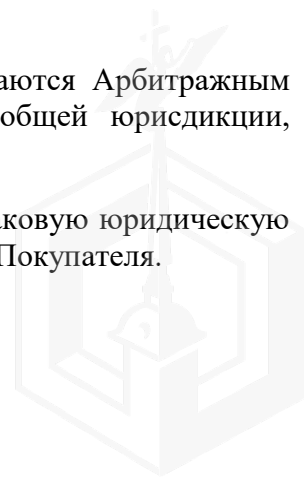 аются Арбитражным
общей юрисдикции,
аковую юридическую
Покупателя.